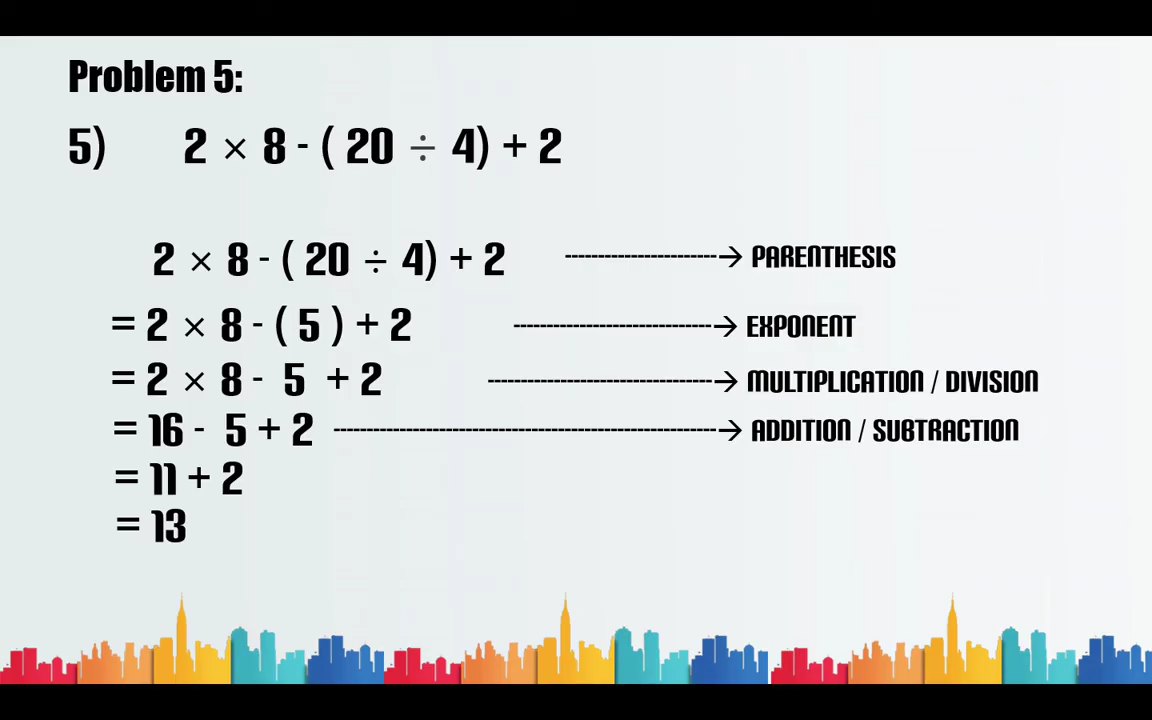 Problem 5:
5) 2 × 8 - ( 20 ÷ 4) + 2
2 × 8 - ( 20 ÷ 4) + 2 ----------------------→ PARENTHESIS
= 2 × 8 - ( 5 ) + 2 ----------------------------→ EXPONENT
= 2 × 8 - 5 + 2 --------------------------------→ MULTIPLICATION / DIVISION
= 16 - 5 + 2 --------------------------------------------------------→ ADDITION / SUBTRACTION
= 11 + 2
= 13